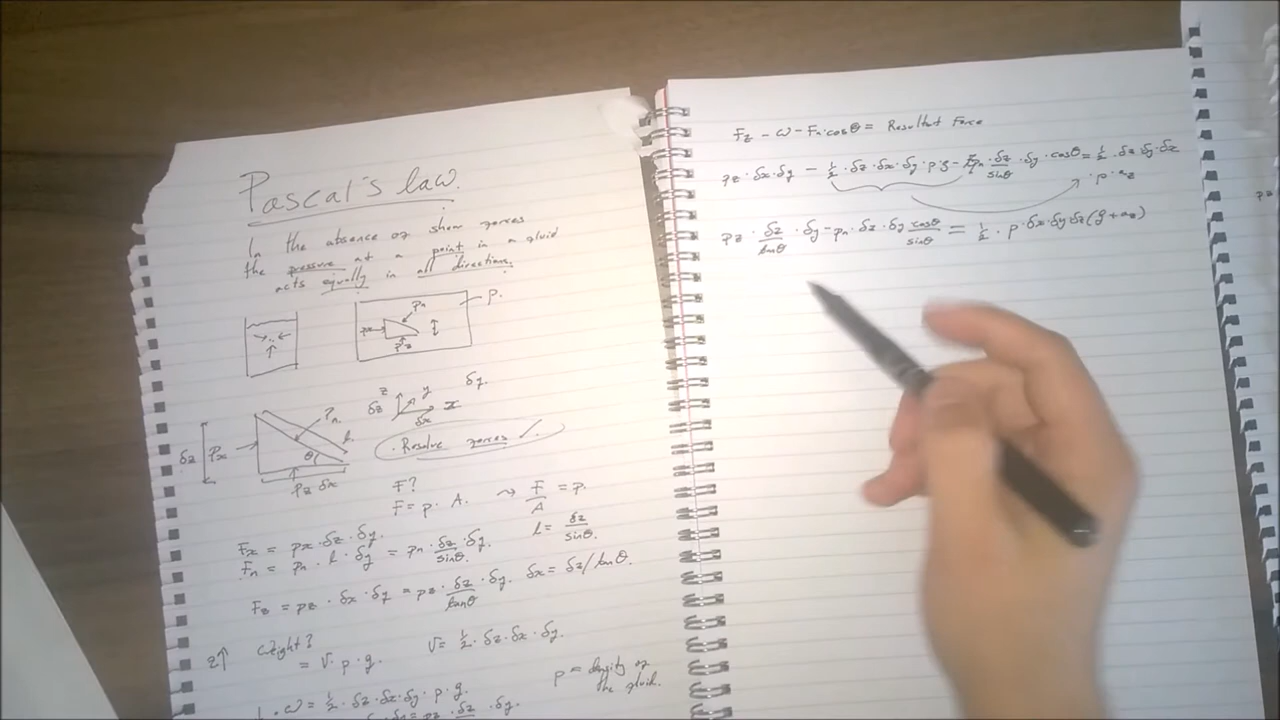 Pascal's law.
In the absence of shear forces
the pressure at a point in a fluid
acts equally in all directions.
pn
p.
px
pz
z
y
δy.
δz
x
δx
pn
l.
δz
px
θ
pz δx
. Resolve forces ✓.
F?
F = p · A. ⇝ F/A = p.
Fx = px · δz · δy.
l = δz/sinθ.
Fn = pn · l · δy = pn · δz/sinθ · δy.
Fz = pz · δx · δy = pz · δz/tanθ · δy. δx = δz/tanθ.
z↑
Weight?
= V · ρ · g.
V = ½ · δz · δx · δy.
ρ = density of
the fluid.
ω = ½ · δz · δx · δy · ρ · g.
Fz - ω - Fn · cosθ = Resultant Force
pz · δx · δy - ½ · δz · δx · δy · ρ · g - pn · δz/sinθ · δy · cosθ = ½ · δz · δy · δx
· ρ · az
pz · δz/tanθ · δy - pn · δz · δy cosθ/sinθ = ½ · ρ · δx · δy δz (g + az)